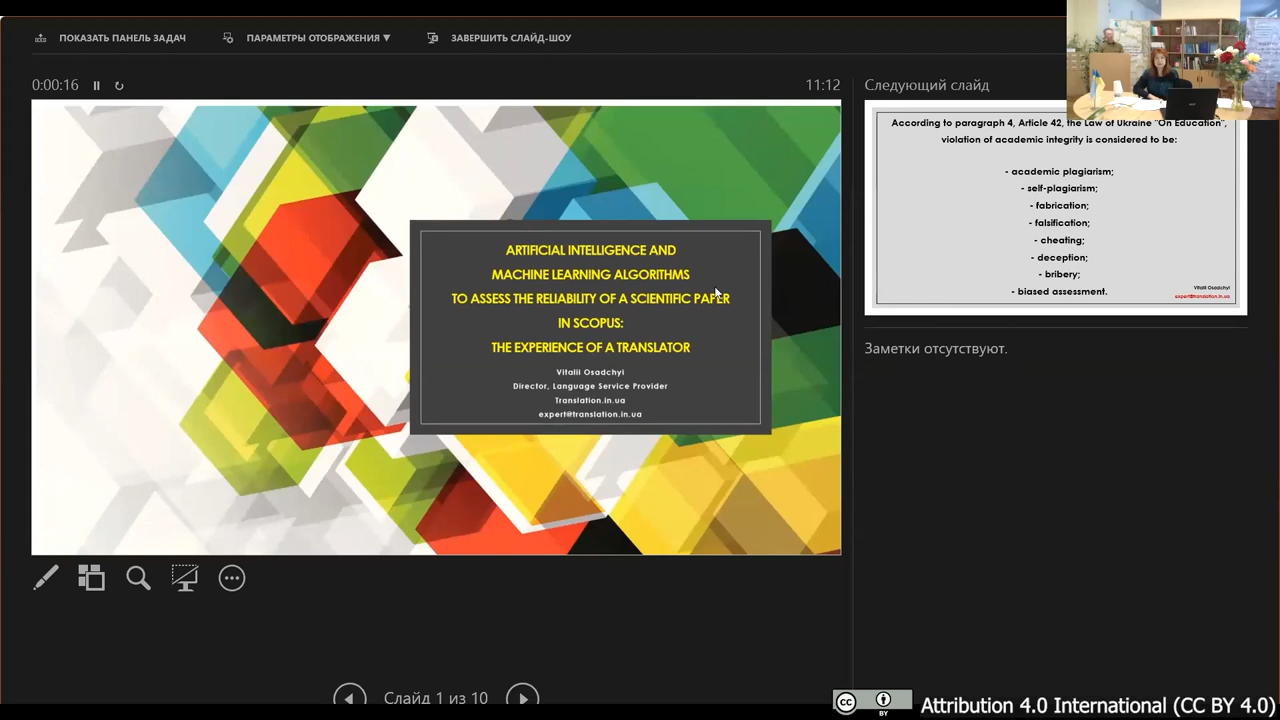 ПОКАЗАТЬ ПАНЕЛЬ ЗАДАЧ
ПАРАМЕТРЫ ОТОБРАЖЕНИЯ ▼
ЗАВЕРШИТЬ СЛАЙД-ШОУ
0:00:16
11:12
ARTIFICIAL INTELLIGENCE AND
MACHINE LEARNING ALGORITHMS
TO ASSESS THE RELIABILITY OF A SCIENTIFIC PAPER
IN SCOPUS:
THE EXPERIENCE OF A TRANSLATOR
Vitalii Osadchyi
Director, Language Service Provider
Translation.in.ua
expert@translation.in.ua
Следующий слайд
According to paragraph 4, Article 42, the Law of Ukraine "On Education",
violation of academic integrity is considered to be:
- academic plagiarism;
- self-plagiarism;
- fabrication;
- falsification;
- cheating;
- deception;
- bribery;
- biased assessment.
Vitalii Osadchyi
expert@translation.in.ua
Заметки отсутствуют.
Слайд 1 из 10
cc
BY
Attribution 4.0 International (CC BY 4.0)